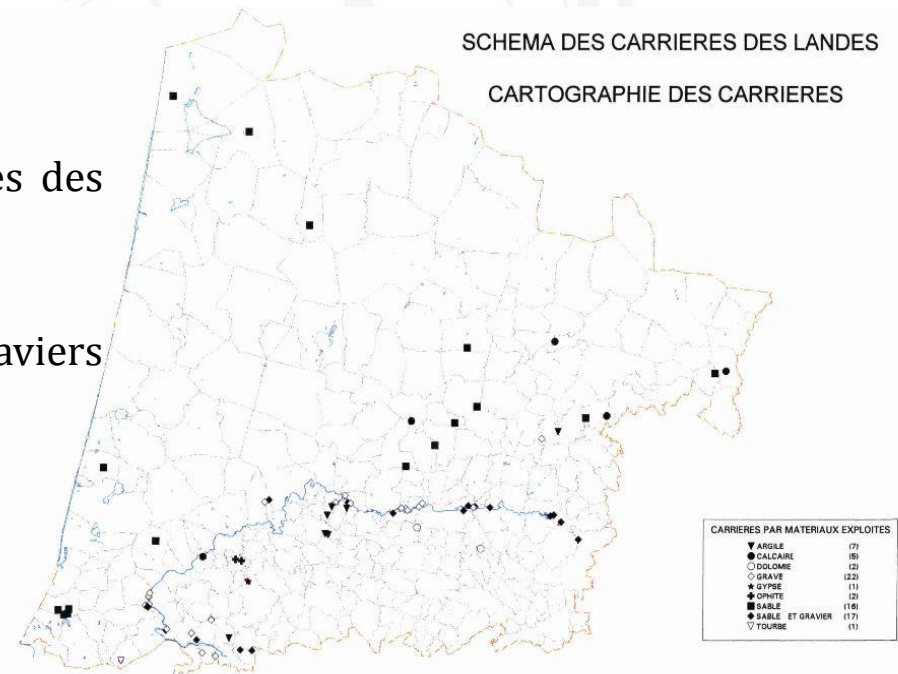 SCHEMA DES CARRIERES DES LANDES
CARTOGRAPHIE DES CARRIERES
es des
aviers
CARRIERES PAR MATERIAUX EXPLOITES
ARGILE (7)
CALCAIRE (5)
DOLOMIE (2)
GRAVE (22)
GYPSE (1)
OPHITE (2)
SABLE (16)
SABLE ET GRAVIER (17)
TOURBE (1)